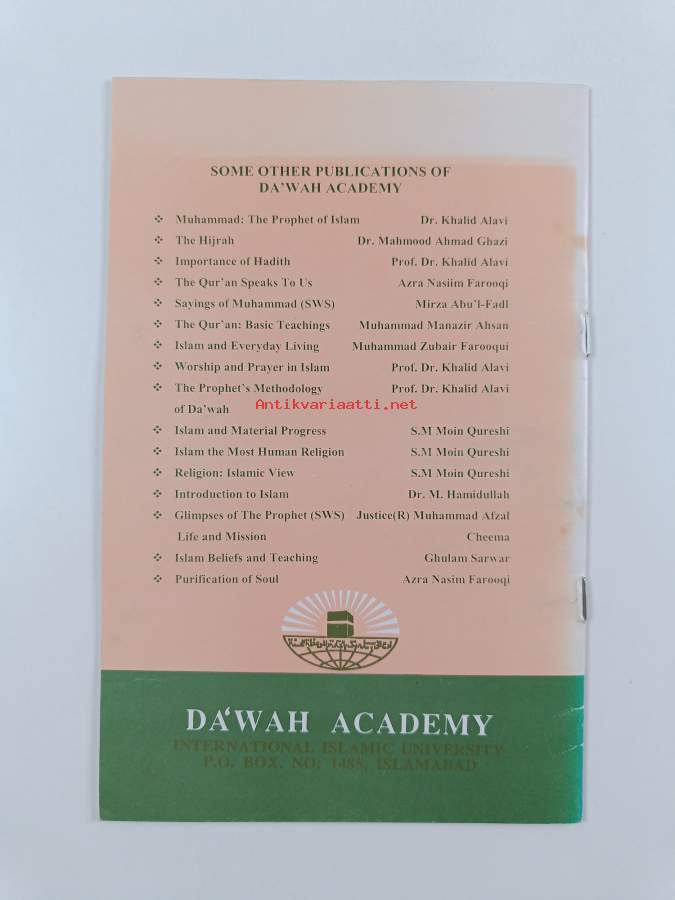 SOME OTHER PUBLICATIONS OF
DA'WAH ACADEMY
❖ Muhammad: The Prophet of Islam Dr. Khalid Alavi
❖ The Hijrah Dr. Mahmood Ahmad Ghazi
❖ Importance of Hadith Prof. Dr. Khalid Alavi
❖ The Qur'an Speaks To Us Azra Nasiim Farooqi
❖ Sayings of Muhammad (SWS) Mirza Abu'l-Fadl
❖ The Qur'an: Basic Teachings Muhammad Manazir Ahsan
❖ Islam and Everyday Living Muhammad Zubair Farooqui
❖ Worship and Prayer in Islam Prof. Dr. Khalid Alavi
❖ The Prophet's Methodology Prof. Dr. Khalid Alavi
of Da'wah
Antikvariaatti.net
❖ Islam and Material Progress S.M Moin Qureshi
❖ Islam the Most Human Religion S.M Moin Qureshi
❖ Religion: Islamic View S.M Moin Qureshi
❖ Introduction to Islam Dr. M. Hamidullah
❖ Glimpses of The Prophet (SWS) Justice(R) Muhammad Afzal
Life and Mission Cheema
❖ Islam Beliefs and Teaching Ghulam Sarwar
❖ Purification of Soul Azra Nasim Farooqi
DA‘WAH ACADEMY
INTERNATIONAL ISLAMIC UNIVERSITY
P.O. BOX. NO: 1485, ISLAMABAD